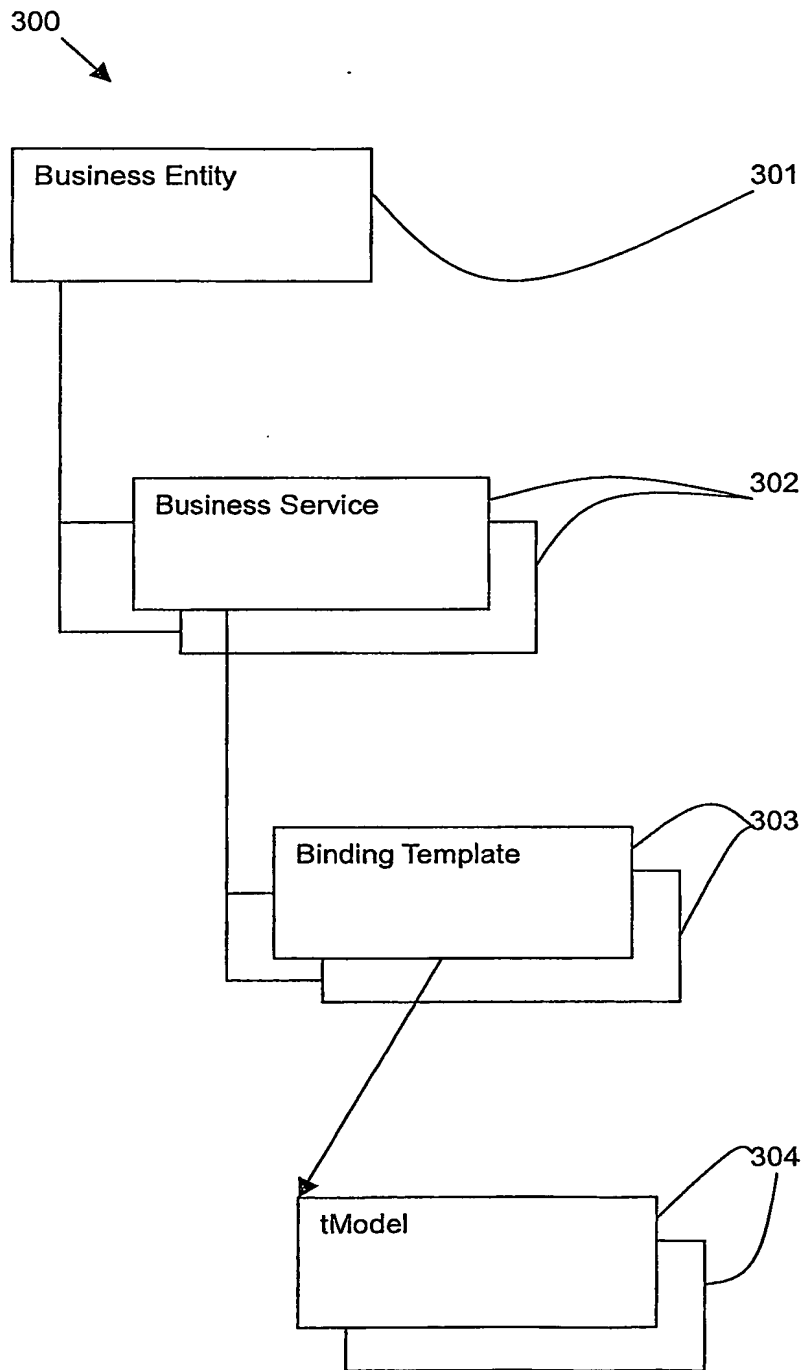 300
Business Entity
301
Business Service
302
Binding Template
303
tModel
304